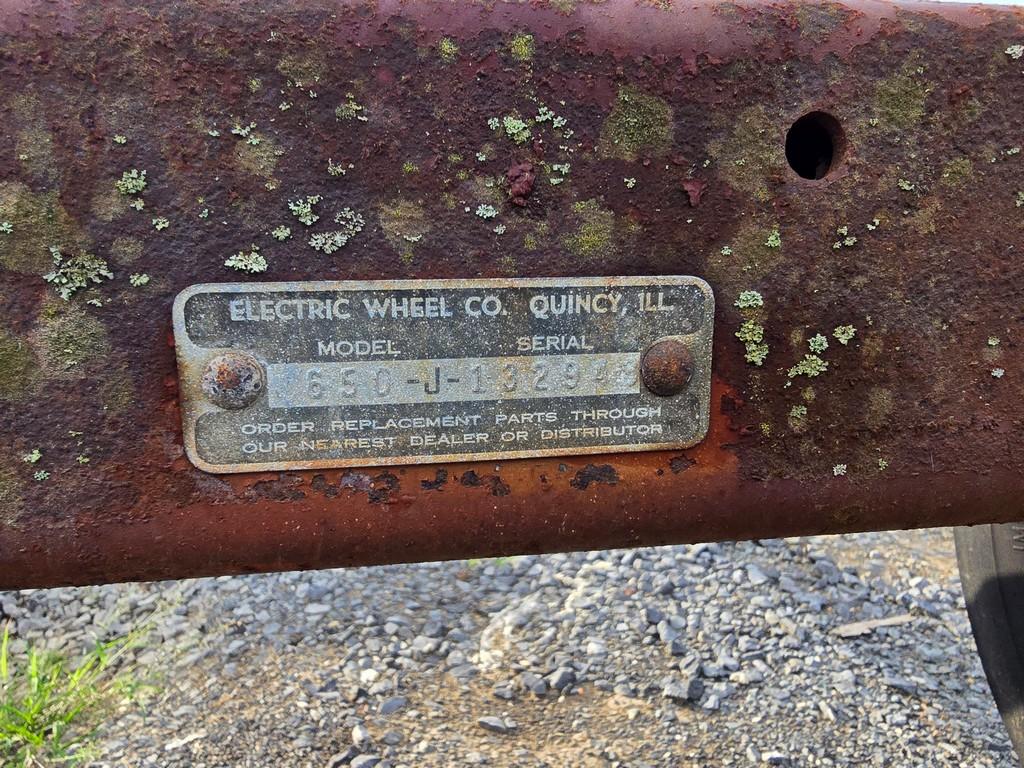 ELECTRIC WHEEL CO. QUINCY, ILL.
MODEL SERIAL
650-J-13294
ORDER REPLACEMENT PARTS THROUGH
OUR NEAREST DEALER OR DISTRIBUTOR